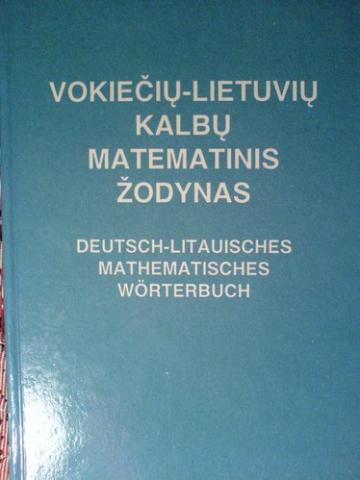 VOKIEČIŲ-LIETUVIŲ
KALBŲ
MATEMATINIS
ŽODYNAS
DEUTSCH-LITAUISCHES
MATHEMATISCHES
WÖRTERBUCH